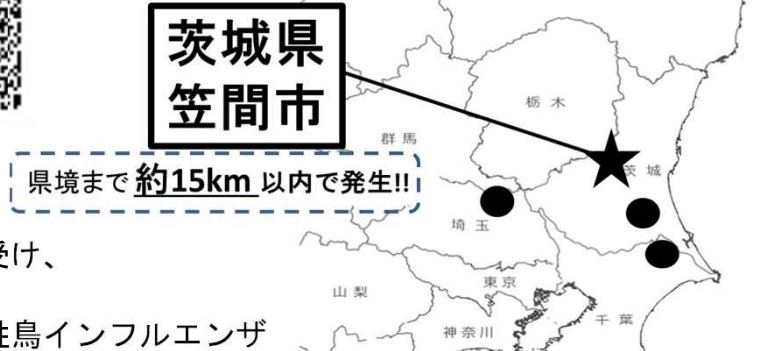 茨城県
笠間市
県境まで約15km以内で発生!!
栃木
群馬
茨城
埼玉
東京
山梨
神奈川
千葉
受け、
性鳥インフルエンザ